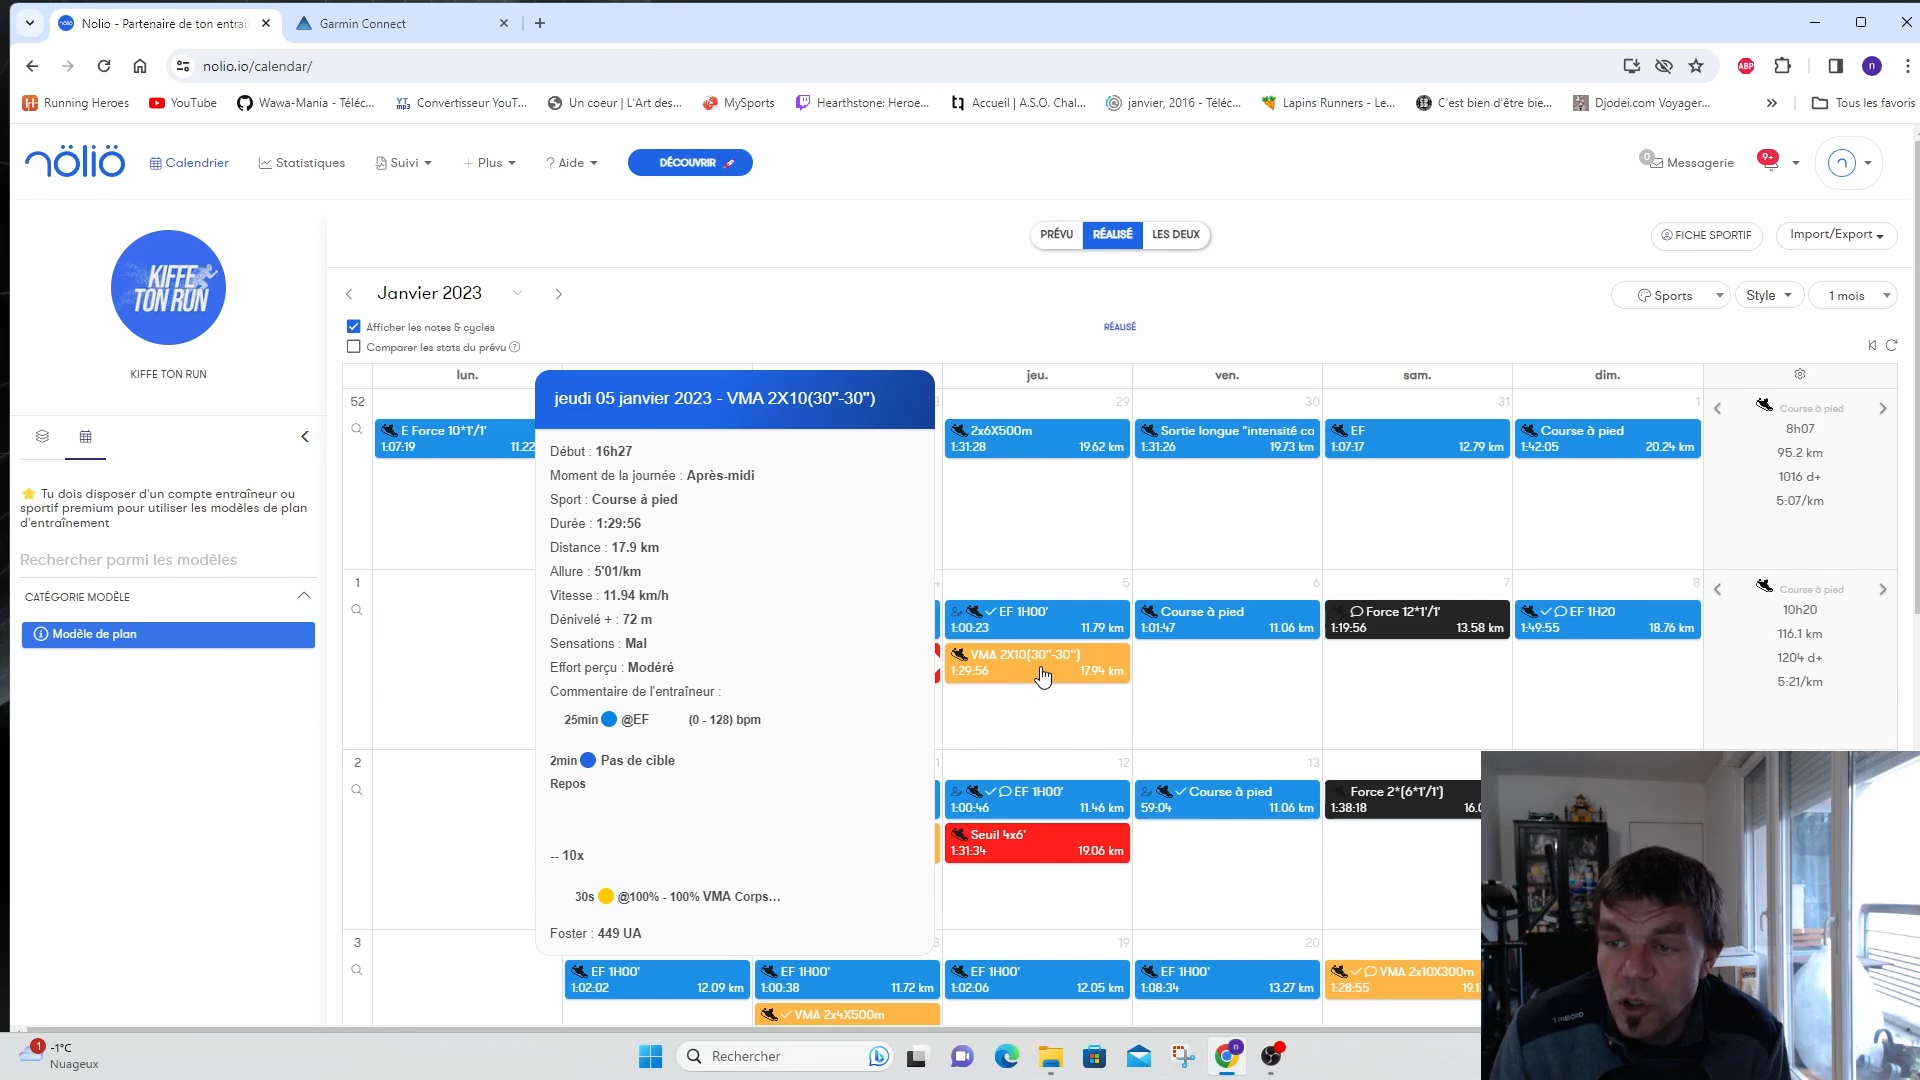 Nolio - Partenaire de ton entraî
Garmin Connect
nolio.io/calendar/
ABP
n
Running Heroes
YouTube
Wawa-Mania - Téléc...
Convertisseur YouT...
Un coeur | L'Art des...
MySports
Hearthstone: Heroe...
Accueil | A.S.O. Chal...
janvier, 2016 - Téléc...
Lapins Runners - Le...
C'est bien d'être bie...
Djodei.com Voyager...
»
Tous les favoris
nöliö
Calendrier
Statistiques
Suivi
+ Plus
? Aide
DÉCOUVRIR
0
Messagerie
9+
KIFFE
TON RUN
PRÉVU
RÉALISÉ
LES DEUX
FICHE SPORTIF
Import/Export
Janvier 2023
Sports
Style
1 mois
Afficher les notes & cycles
RÉALISÉ
Comparer les stats du prévu
KIFFE TON RUN
lun.
jeu.
ven.
sam.
dim.
Tu dois disposer d'un compte entraîneur ou
sportif premium pour utiliser les modèles de plan
d'entraînement
Rechercher parmi les modèles
CATÉGORIE MODÈLE
Modèle de plan
52
E Force 10*1'/1'
1:07:19 11.22
29
2x6X500m
1:31:28 19.62 km
30
Sortie longue "intensité co
1:31:26 19.73 km
31
EF
1:07:17 12.79 km
1
Course à pied
1:42:05 20.24 km
Course à pied
8h07
95.2 km
1016 d+
5:07/km
jeudi 05 janvier 2023 - VMA 2X10(30"-30")
Début : 16h27
Moment de la journée : Après-midi
Sport : Course à pied
Durée : 1:29:56
Distance : 17.9 km
Allure : 5'01/km
Vitesse : 11.94 km/h
Dénivelé + : 72 m
Sensations : Mal
Effort perçu : Modéré
Commentaire de l'entraîneur :
25min @EF (0 - 128) bpm
2min Pas de cible
Repos
-- 10x
30s @100% - 100% VMA Corps...
Foster : 449 UA
1
5
EF 1H00'
1:00:23 11.79 km
VMA 2X10(30"-30")
1:29:56 17.94 km
6
Course à pied
1:01:47 11.06 km
7
Force 12*1'/1'
1:19:56 13.58 km
8
EF 1H20
1:49:55 18.76 km
Course à pied
10h20
116.1 km
1204 d+
5:21/km
2
12
EF 1H00'
1:00:46 11.46 km
Seuil 4x6'
1:31:34 19.06 km
13
Course à pied
59:04 11.06 km
Force 2*(6*1'/1')
1:38:18 16.0
3
EF 1H00'
1:02:02 12.09 km
EF 1H00'
1:00:38 11.72 km
VMA 2x4X500m
19
EF 1H00'
1:02:06 12.05 km
20
EF 1H00'
1:08:34 13.27 km
VMA 2x10X300m
1:28:55 19.1
1
-1°C
Nuageux
Rechercher
n